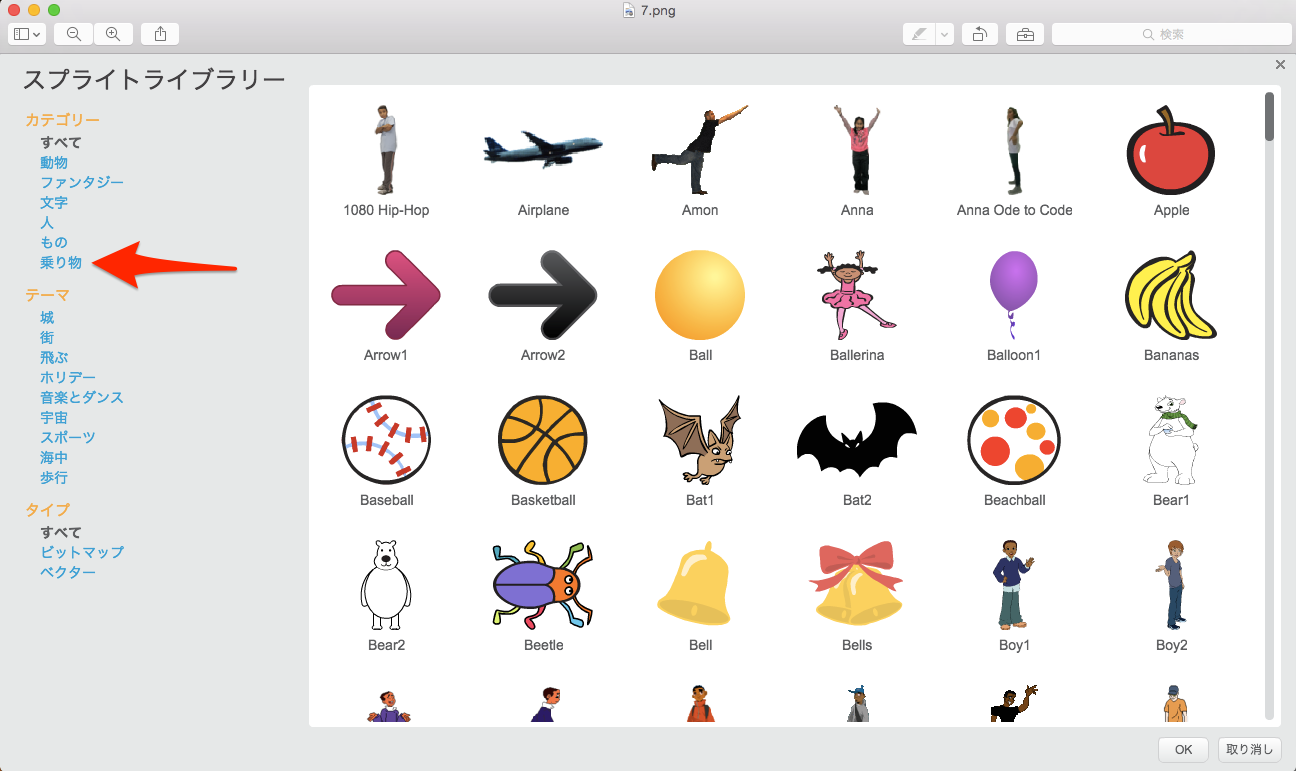 7.png
検索
スプライトライブラリー
カテゴリー
すべて
動物
ファンタジー
文字
人
もの
乗り物
テーマ
城
街
飛ぶ
ホリデー
音楽とダンス
宇宙
スポーツ
海中
歩行
タイプ
すべて
ビットマップ
ベクター
1080 Hip-Hop
Airplane
Amon
Anna
Anna Ode to Code
Apple
Arrow1
Arrow2
Ball
Ballerina
Balloon1
Bananas
Baseball
Basketball
Bat1
Bat2
Beachball
Bear1
Bear2
Beetle
Bell
Bells
Boy1
Boy2
OK
取り消し